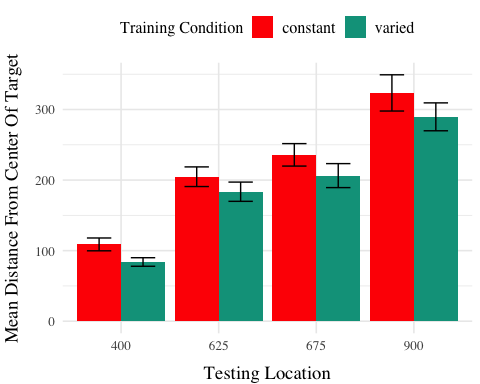 Training Condition constant varied
Mean Distance From Center Of Target
300
200
100
0
400 625 675 900
Testing Location